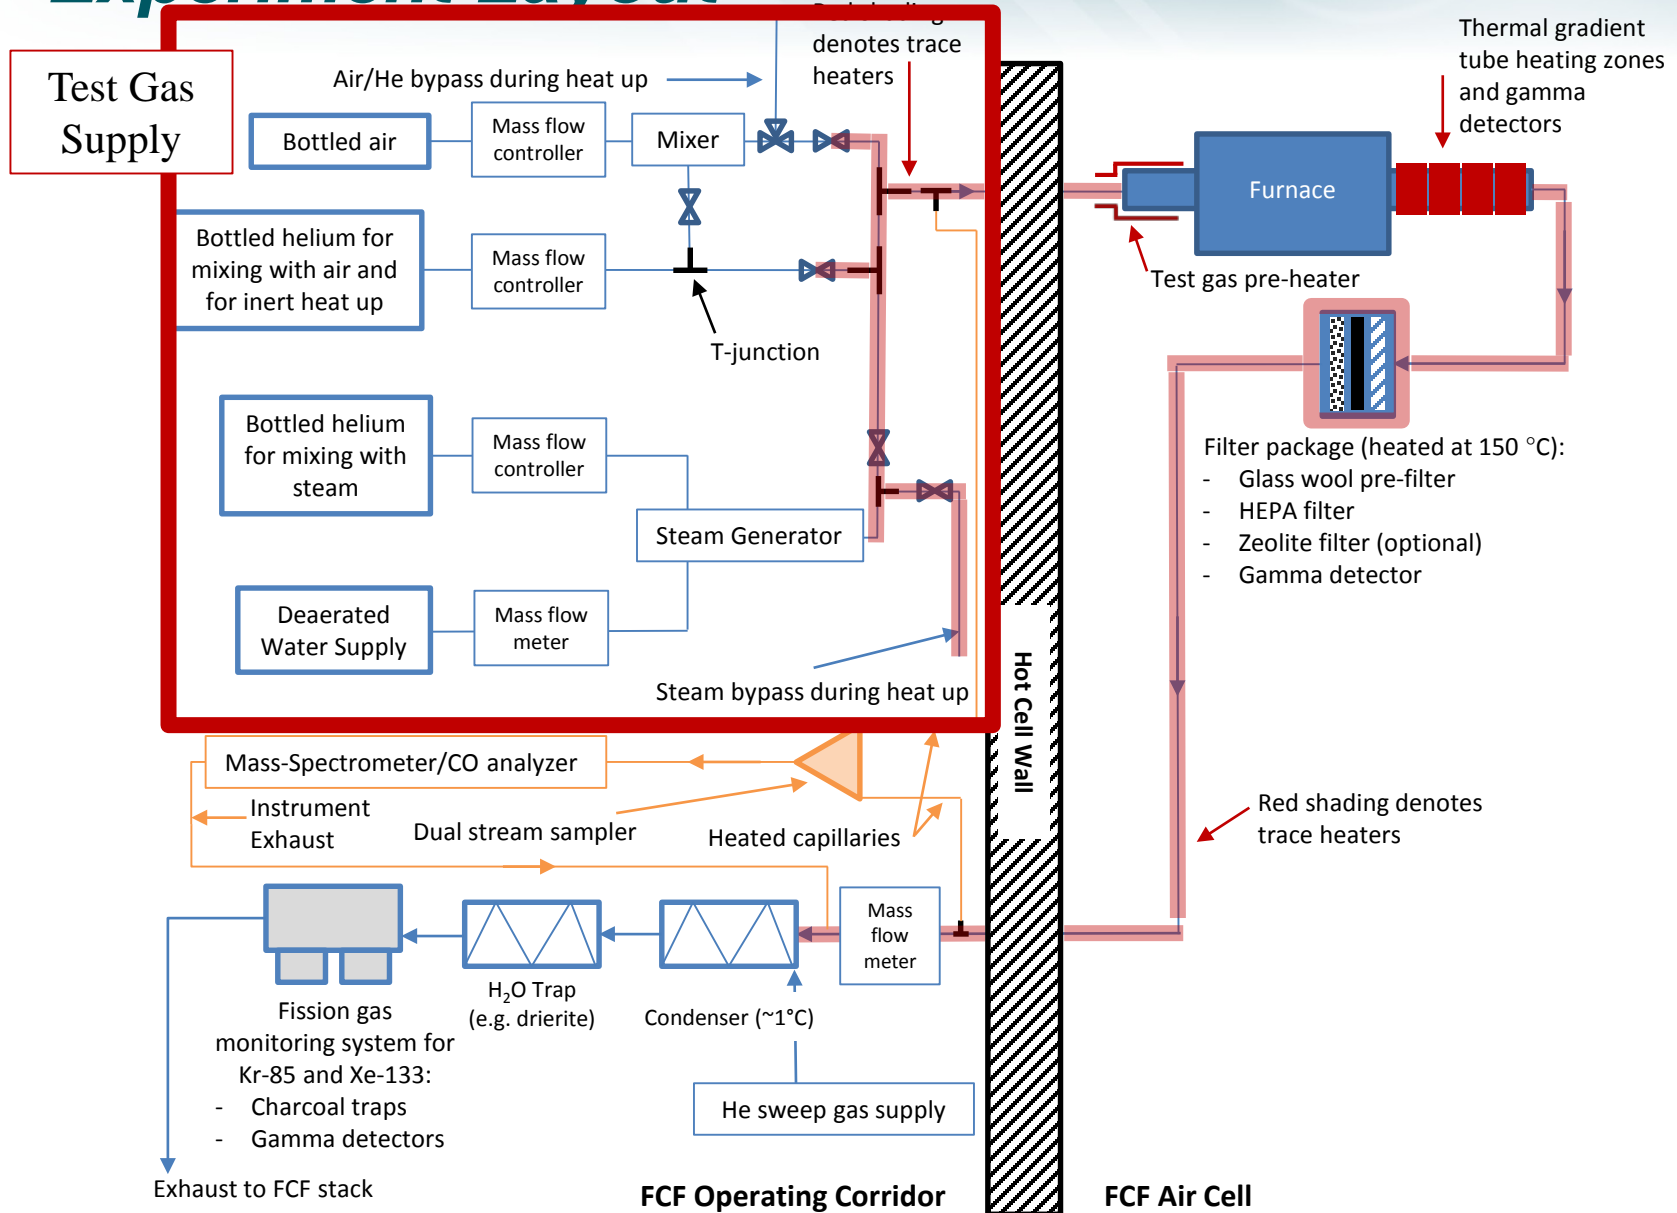 Experiment Layout
Test Gas
Supply
Air/He bypass during heat up
Red shading
denotes trace
heaters
Thermal gradient
tube heating zones
and gamma
detectors
Bottled air
Mass flow
controller
Mixer
Furnace
Bottled helium for
mixing with air and
for inert heat up
Mass flow
controller
T-junction
Test gas pre-heater
Bottled helium
for mixing with
steam
Mass flow
controller
Steam Generator
Filter package (heated at 150 °C):
- Glass wool pre-filter
- HEPA filter
- Zeolite filter (optional)
- Gamma detector
Deaerated
Water Supply
Mass flow
meter
Steam bypass during heat up
Hot Cell Wall
Mass-Spectrometer/CO analyzer
Instrument
Exhaust
Dual stream sampler
Heated capillaries
Red shading denotes
trace heaters
Mass
flow
meter
H₂O Trap
(e.g. drierite)
Condenser (~1°C)
Fission gas
monitoring system for
Kr-85 and Xe-133:
- Charcoal traps
- Gamma detectors
He sweep gas supply
Exhaust to FCF stack
FCF Operating Corridor
FCF Air Cell